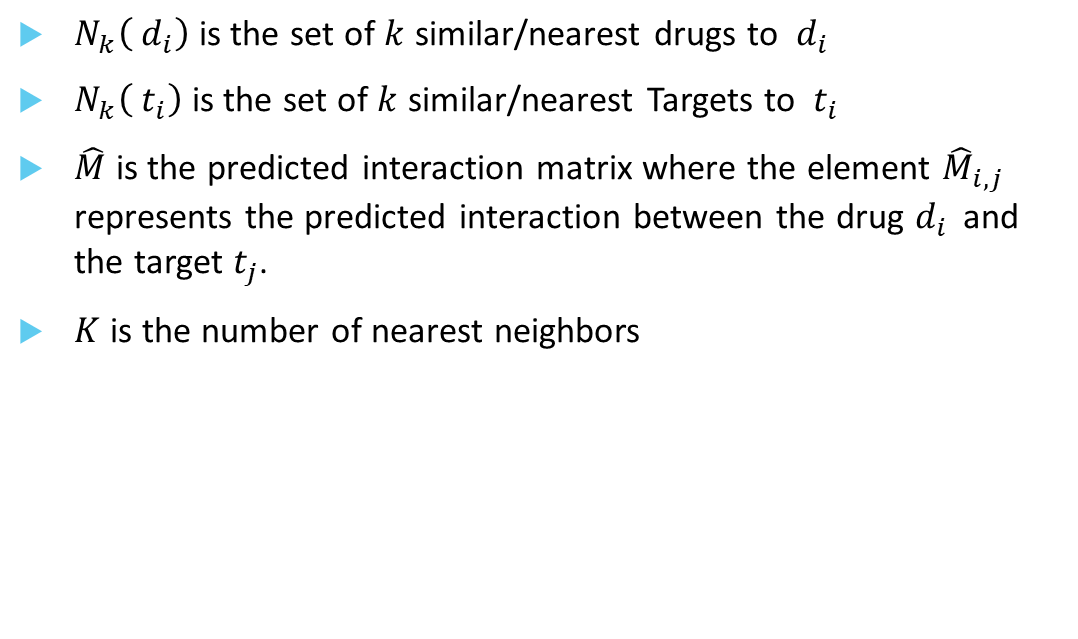 N_k( d_i) is the set of k similar/nearest drugs to d_i
N_k( t_i) is the set of k similar/nearest Targets to t_i
M̂ is the predicted interaction matrix where the element M̂_{i,j}
represents the predicted interaction between the drug d_i and
the target t_j.
K is the number of nearest neighbors